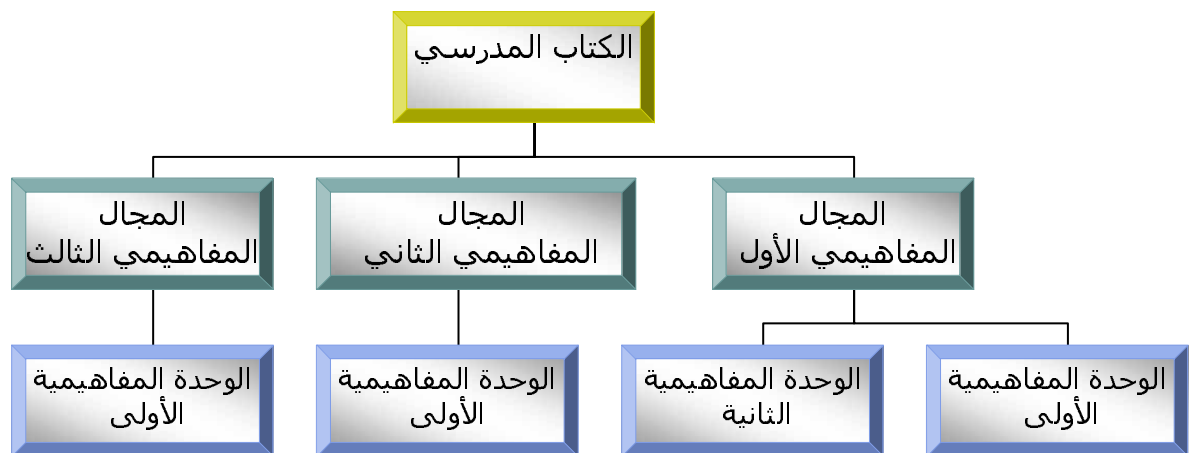 الكتاب المدرسي
المجال
المفاهيمي الأول
المجال
المفاهيمي الثاني
المجال
المفاهيمي الثالث
الوحدة المفاهيمية
الأولى
الوحدة المفاهيمية
الثانية
الوحدة المفاهيمية
الأولى
الوحدة المفاهيمية
الأولى